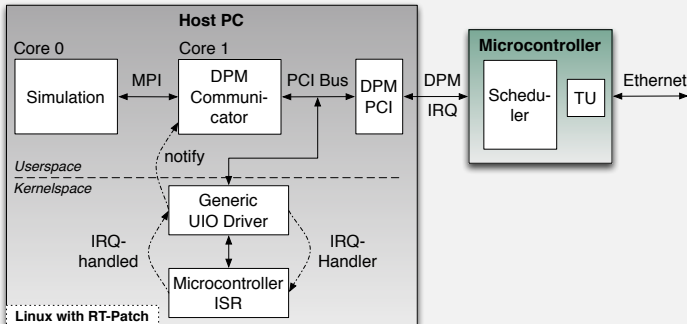 Host PC
Core 0
Core 1
Microcontroller
Simulation
MPI
DPM
Communi-
cator
PCI Bus
DPM
PCI
DPM
IRQ
Schedu-
ler
TU
Ethernet
notify
Userspace
Kernelspace
Generic
UIO Driver
IRQ-
handled
IRQ-
Handler
Microcontroller
ISR
Linux with RT-Patch